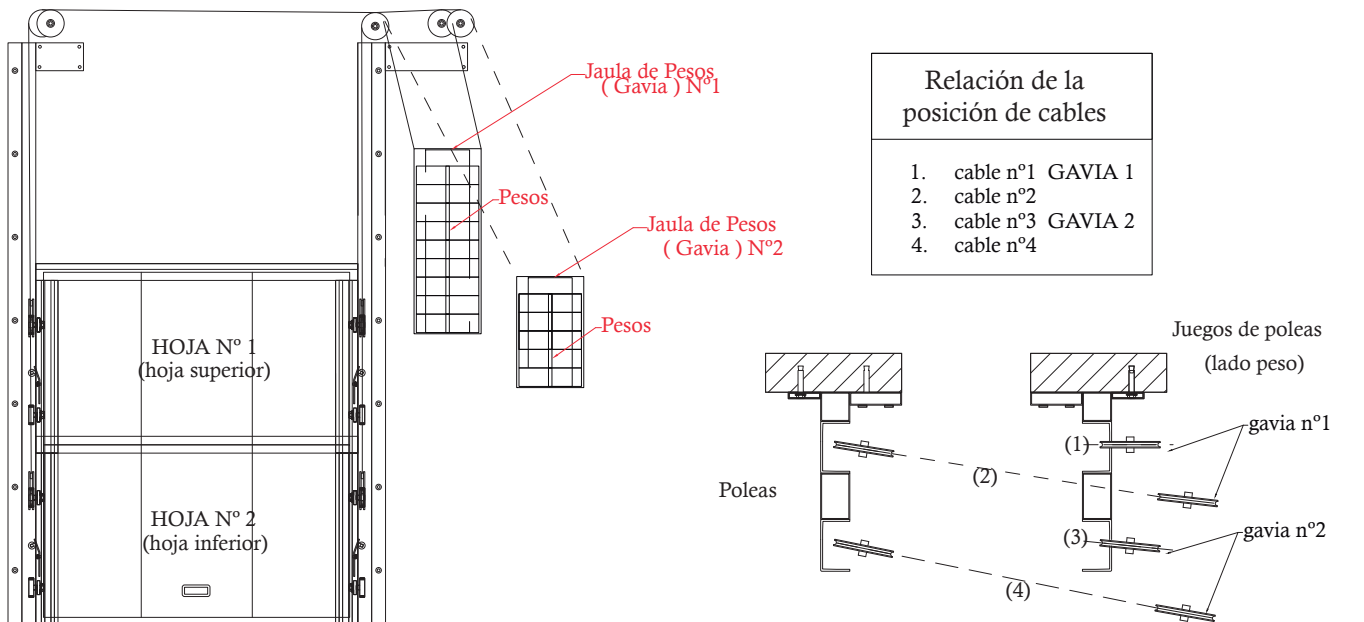 Jaula de Pesos
( Gavia ) Nº1
Pesos
Jaula de Pesos
( Gavia ) Nº2
Pesos
HOJA Nº 1
(hoja superior)
HOJA Nº 2
(hoja inferior)
Relación de la
posición de cables
1. cable nº1 GAVIA 1
2. cable nº2
3. cable nº3 GAVIA 2
4. cable nº4
Juegos de poleas
(lado peso)
gavia nº1
(1)
(2)
Poleas
gavia nº2
(3)
(4)